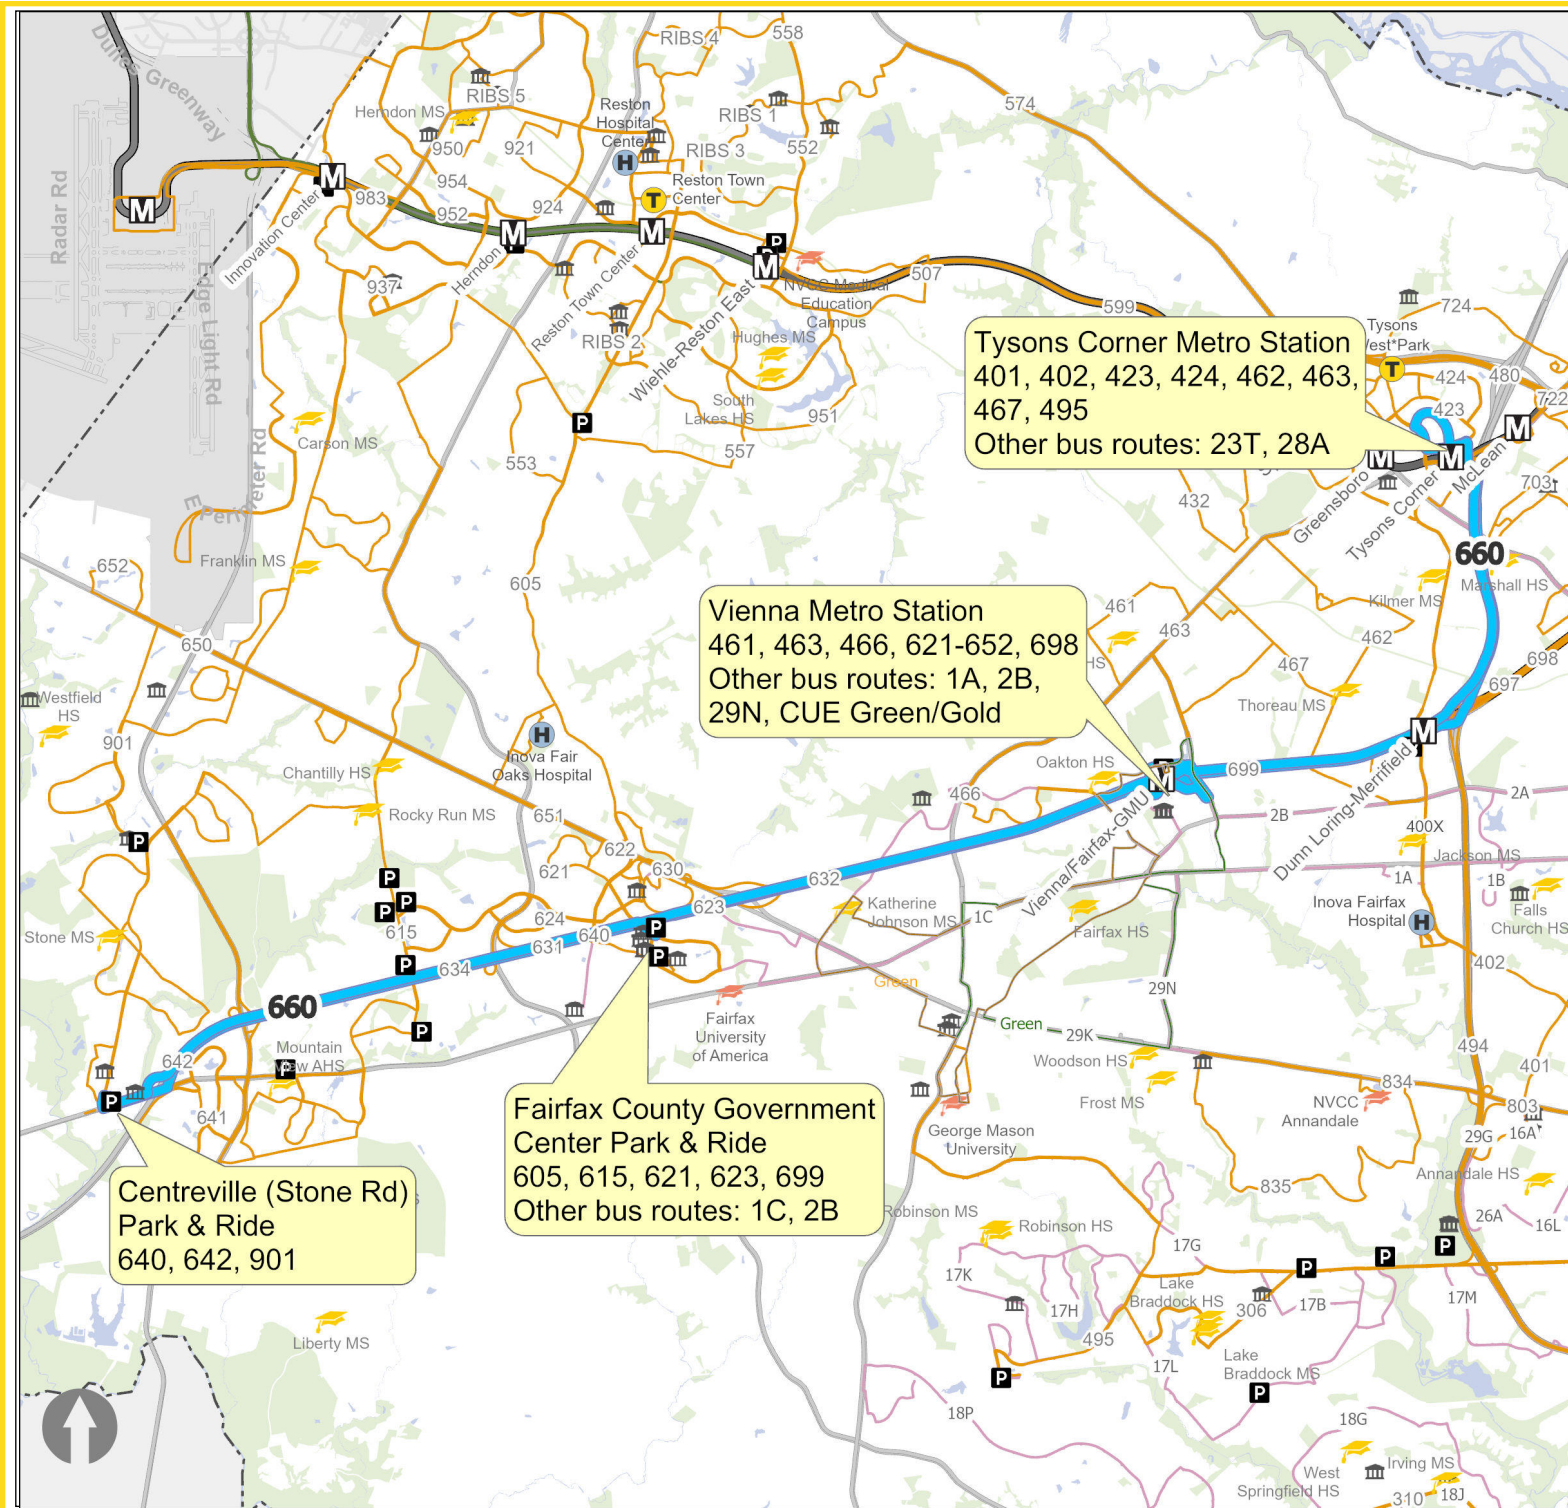 RIBS 4
558
Dulles Greenway
574
RIBS 5
Herndon MS
Reston
Hospital
Center
H
RIBS 1
950
921
RIBS 3
552
954
Reston Town
Center
T
M
983
952
924
M
M
M
Radar Rd
Innovation Center
Herndon
Reston Town Center
P
M
Wiehle-Reston East
NVCC Medical
Education
Campus
507
599
937
Edge Light Rd
RIBS 2
Hughes MS
724
Tysons Corner Metro Station
401, 402, 423, 424, 462, 463,
467, 495
Other bus routes: 23T, 28A
Tysons
West*Park
T
424
480
423
722
South
Lakes HS
951
P
Carson MS
557
553
M
M
M
Greensboro
Tysons Corner
McLean
703
432
E Perimeter Rd
660
Franklin MS
652
605
Kilmer MS
Marshall HS
Vienna Metro Station
461, 463, 466, 621-652, 698
Other bus routes: 1A, 2B,
29N, CUE Green/Gold
461
463
HS
462
467
698
697
650
Westfield
HS
Thoreau MS
901
H
Inova Fair
Oaks Hospital
M
Chantilly HS
Oakton HS
M
699
466
2A
2B
Rocky Run MS
651
Vienna/Fairfax-GMU
Dunn Loring-Merrifield
400X
P
622
Jackson MS
621
630
632
1A
1B
P
P
P
623
Katherine
Johnson MS
Inova Fairfax
Hospital
H
Falls
Church HS
624
1C
615
640
P
Fairfax HS
Stone MS
631
P
P
634
402
Green
29N
660
Fairfax
University
of America
Green
29K
P
Mountain
View AHS
P
Woodson HS
494
642
401
834
P
Fairfax County Government
Center Park & Ride
605, 615, 621, 623, 699
Other bus routes: 1C, 2B
Frost MS
NVCC
Annandale
803
641
George Mason
University
29G
16A
Centreville (Stone Rd)
Park & Ride
640, 642, 901
Annandale HS
835
Robinson MS
Robinson HS
26A
16L
17G
P
P
P
17K
Lake
Braddock HS
17H
306
17B
17M
Liberty MS
495
17L
Lake
Braddock MS
P
P
18P
18G
Irving MS
West
Springfield HS
310
18J